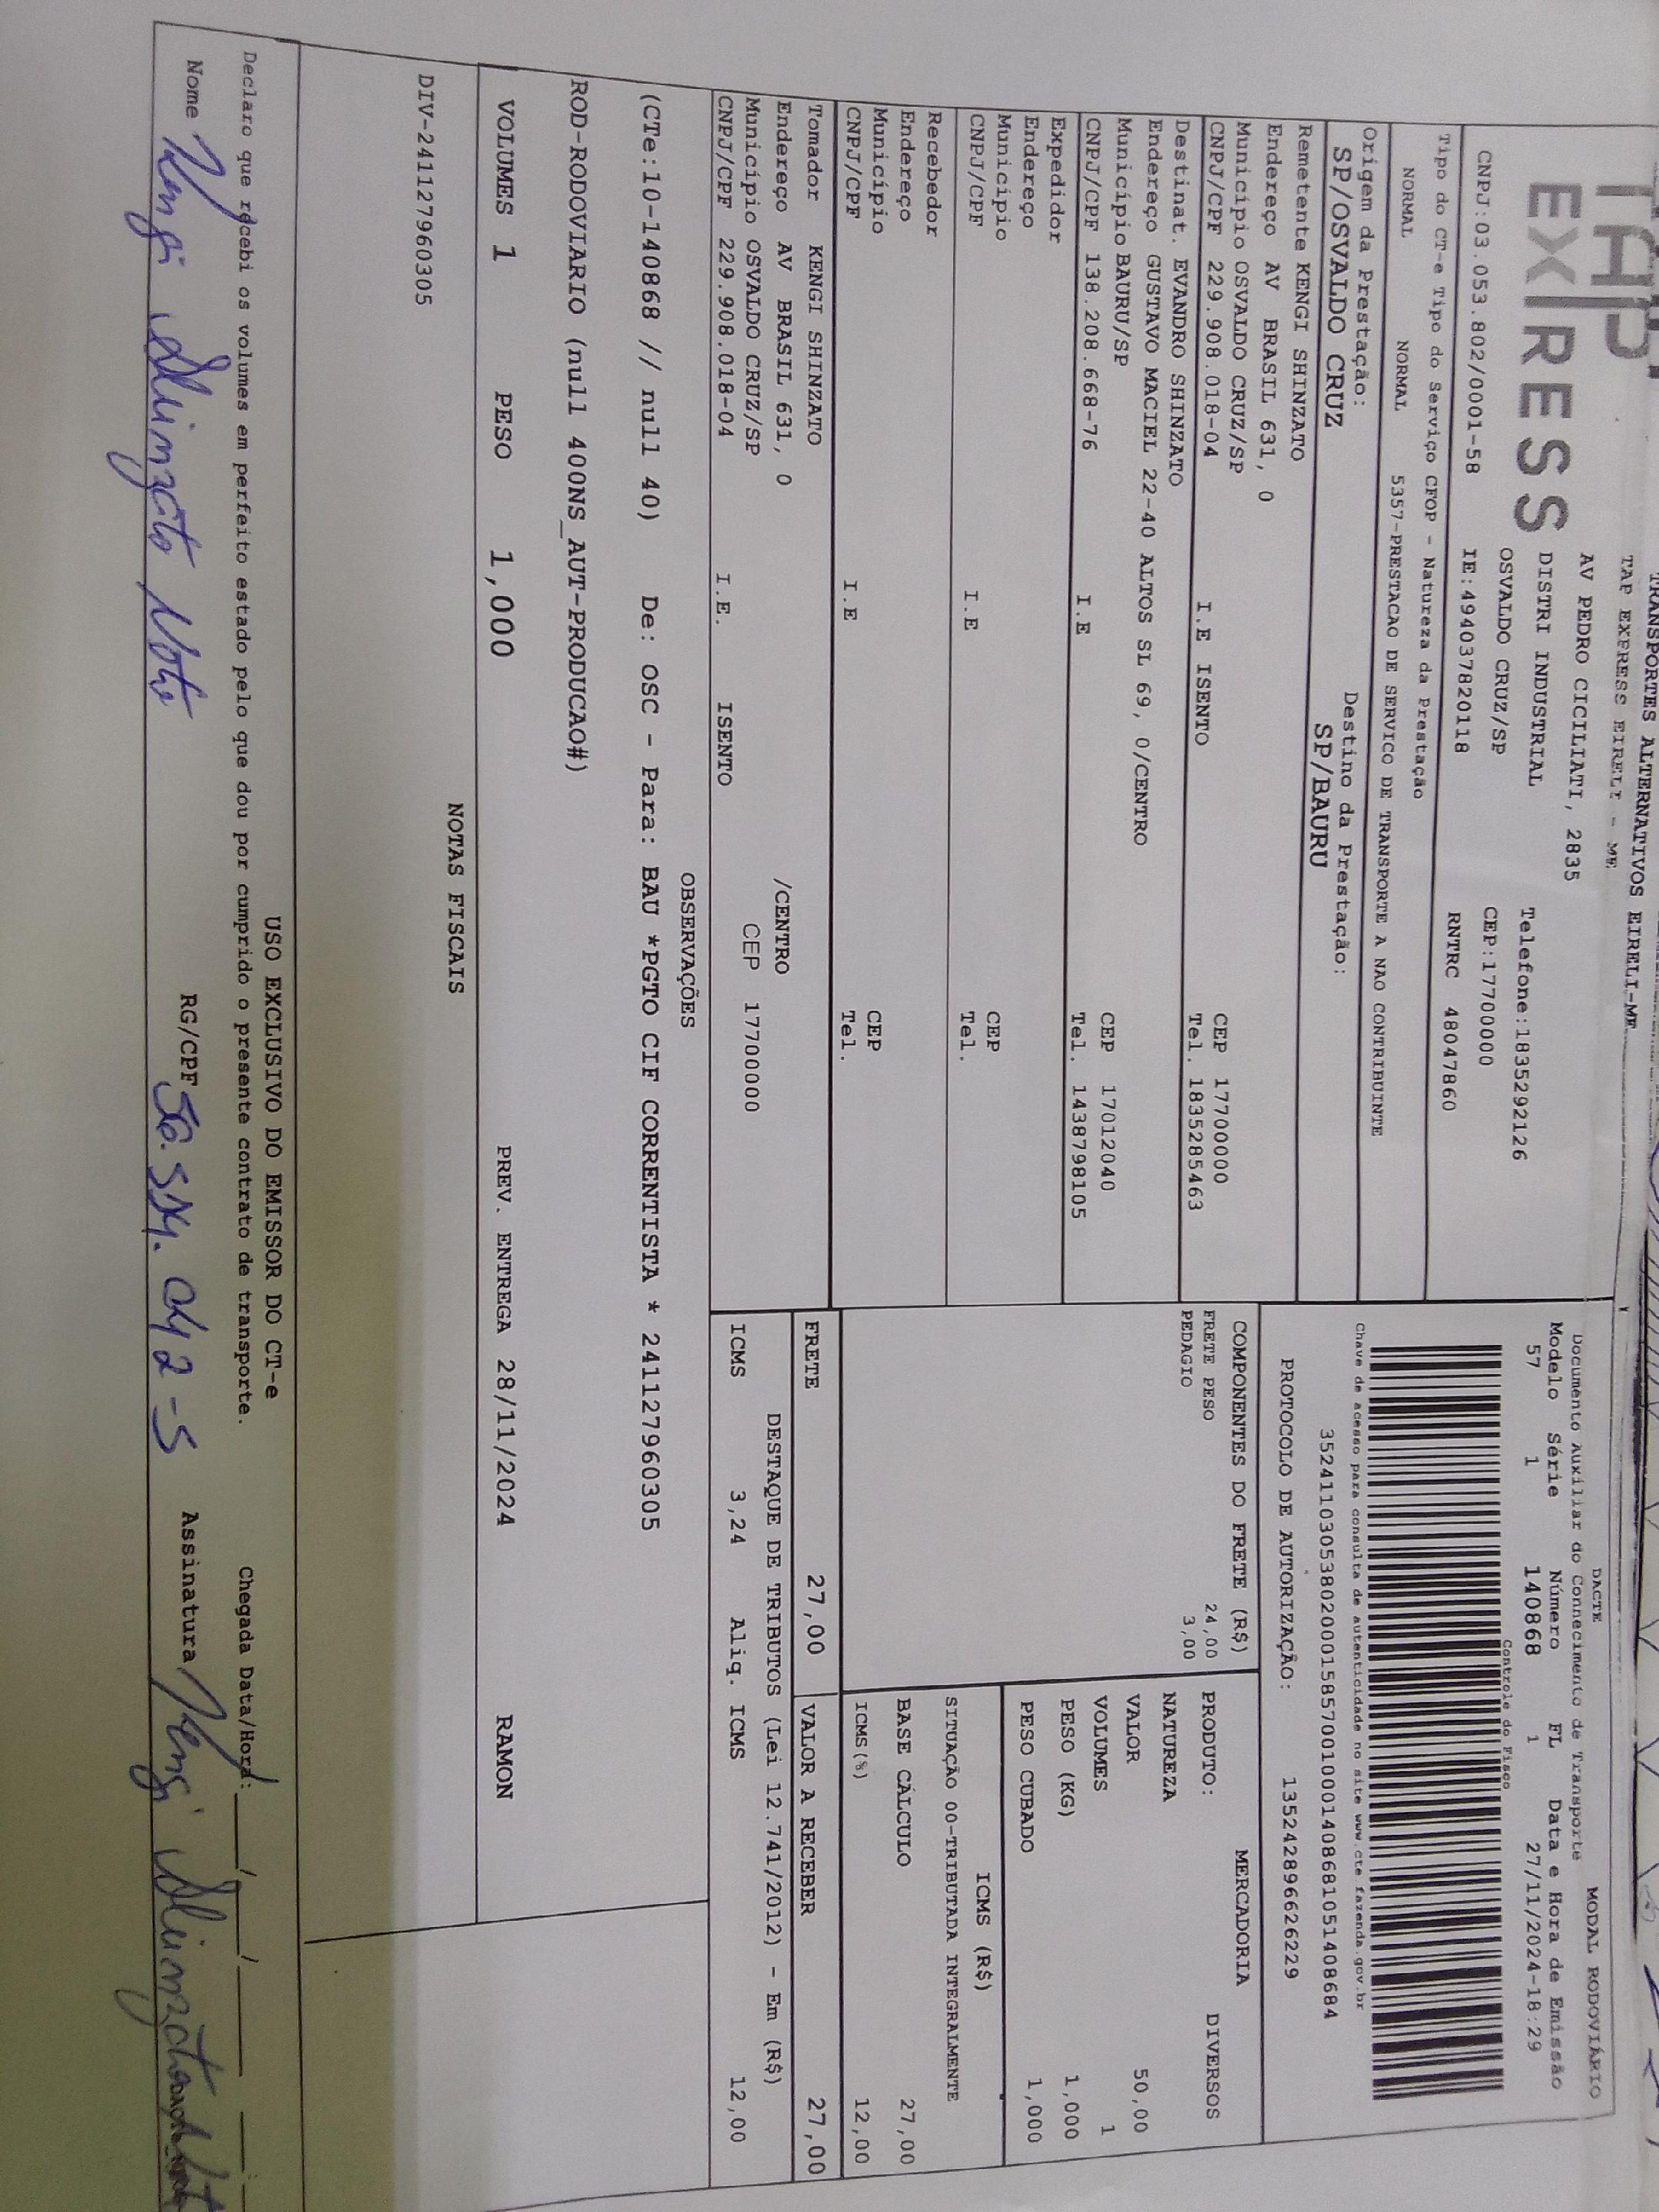 TRANSPORTES ALTERNATIVOS EIRELI-ME
TAP EXPRESS EIRELI - ME
TAP
EXPRESS
AV PEDRO CICILIATI, 2835
DISTRI INDUSTRIAL Telefone:1835292126
OSVALDO CRUZ/SP CEP:17700000
CNPJ:03.053.802/0001-58 IE:494037820118 RNTRC 48047860
DACTE MODAL RODOVIÁRIO
Documento Auxiliar do Conhecimento de Transporte
Modelo Série Número FL Data e Hora de Emissão
57 1 140868 1 27/11/2024-18:29
Controle do Fisco
Tipo do CT-e Tipo do Serviço CFOP - Natureza da Prestação
NORMAL NORMAL 5357-PRESTACAO DE SERVICO DE TRANSPORTE A NAO CONTRIBUINTE
Chave de acesso para consulta de autenticidade no site www.cte.fazenda.gov.br
35241103053802000158570010001408681051408684
Origem da Prestação: Destino da Prestação:
SP/OSVALDO CRUZ SP/BAURU
PROTOCOLO DE AUTORIZAÇÃO: 135242896626229
Remetente KENGI SHINZATO
Endereço AV BRASIL 631, 0
Município OSVALDO CRUZ/SP CEP 17700000
CNPJ/CPF 229.908.018-04 I.E ISENTO Tel. 1835285463
Destinat. EVANDRO SHINZATO
Endereço GUSTAVO MACIEL 22-40 ALTOS SL 69, 0/CENTRO
Município BAURU/SP CEP 17012040
CNPJ/CPF 138.208.668-76 I.E Tel. 1438798105
Expedidor
Endereço
Município CEP
CNPJ/CPF I.E Tel.
Recebedor
Endereço
Município CEP
CNPJ/CPF I.E Tel.
Tomador KENGI SHINZATO
Endereço AV BRASIL 631, 0 /CENTRO
Município OSVALDO CRUZ/SP CEP 17700000
CNPJ/CPF 229.908.018-04 I.E. ISENTO
COMPONENTES DO FRETE (R$)
FRETE PESO 24,00
PEDAGIO 3,00
MERCADORIA
PRODUTO: DIVERSOS
NATUREZA
VALOR 50,00
VOLUMES 1
PESO (KG) 1,000
PESO CUBADO 1,000
ICMS (R$)
SITUAÇÃO 00-TRIBUTADA INTEGRALMENTE
BASE CÁLCULO 27,00
ICMS(%) 12,00
FRETE 27,00 VALOR A RECEBER 27,00
DESTAQUE DE TRIBUTOS (Lei 12.741/2012) - Em (R$)
ICMS 3,24 Aliq. ICMS 12,00
OBSERVAÇÕES
(CTe:10-140868 // null 40) De: OSC - Para: BAU *PGTO CIF CORRENTISTA * 241127960305
ROD-RODOVIARIO (null 400NS_AUT-PRODUCAO#)
VOLUMES 1 PESO 1,000 PREV. ENTREGA 28/11/2024 RAMON
NOTAS FISCAIS
DIV-241127960305
USO EXCLUSIVO DO EMISSOR DO CT-e
Declaro que recebi os volumes em perfeito estado pelo que dou por cumprido o presente contrato de transporte. Chegada Data/Hora:
Nome Kengi Shinzato Neto RG/CPF Assinatura Kengi Shinzato